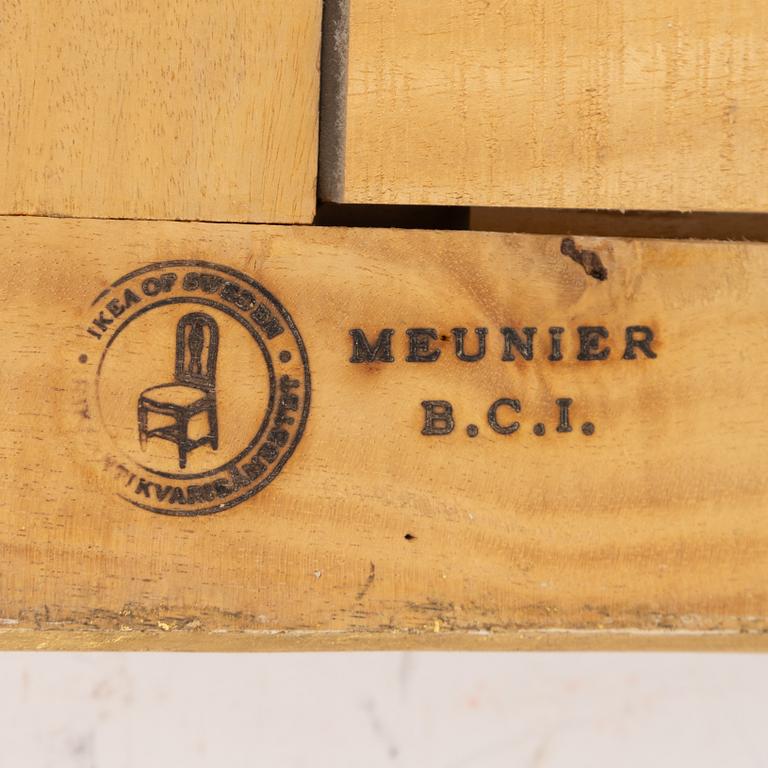 IKEA OF SWEDEN
MEUNIER
B.C.I.